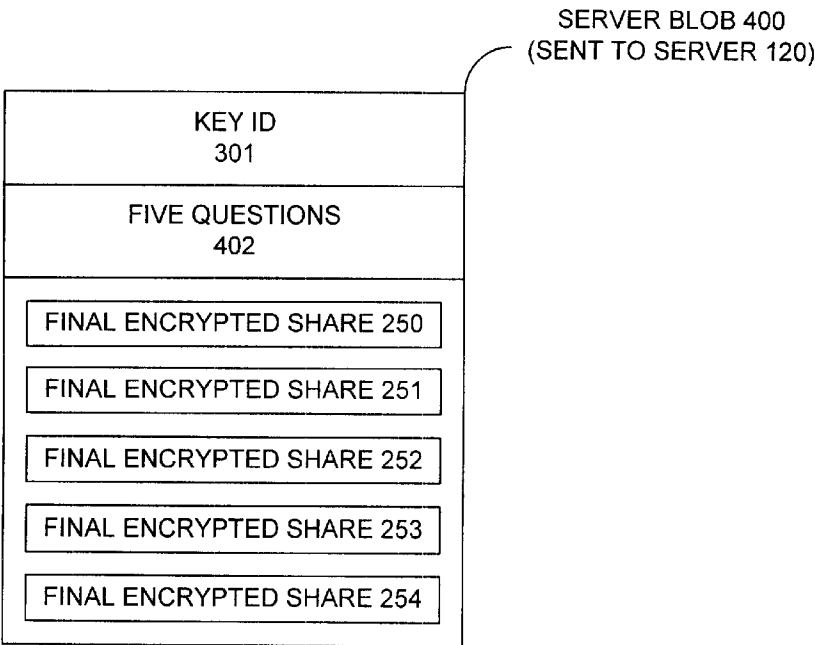 SERVER BLOB 400
(SENT TO SERVER 120)
KEY ID
301
FIVE QUESTIONS
402
FINAL ENCRYPTED SHARE 250
FINAL ENCRYPTED SHARE 251
FINAL ENCRYPTED SHARE 252
FINAL ENCRYPTED SHARE 253
FINAL ENCRYPTED SHARE 254